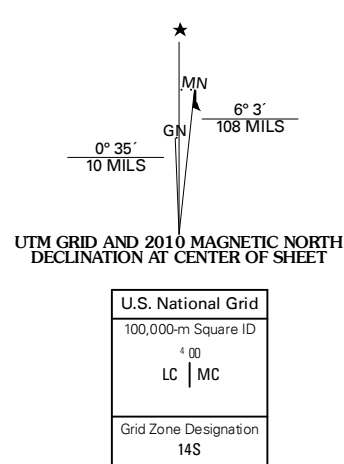 ★
MN
GN
6° 3´
108 MILS
0° 35´
10 MILS
UTM GRID AND 2010 MAGNETIC NORTH
DECLINATION AT CENTER OF SHEET
U.S. National Grid
100,000-m Square ID
4 00
LC | MC
Grid Zone Designation
14S